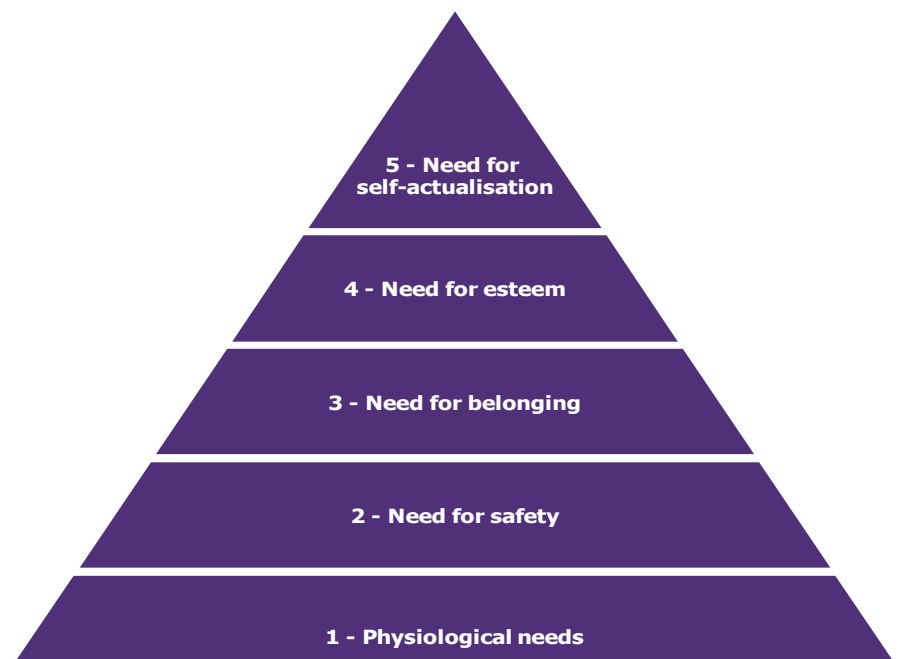 5 - Need for
self-actualisation
4 - Need for esteem
3 - Need for belonging
2 - Need for safety
1 - Physiological needs